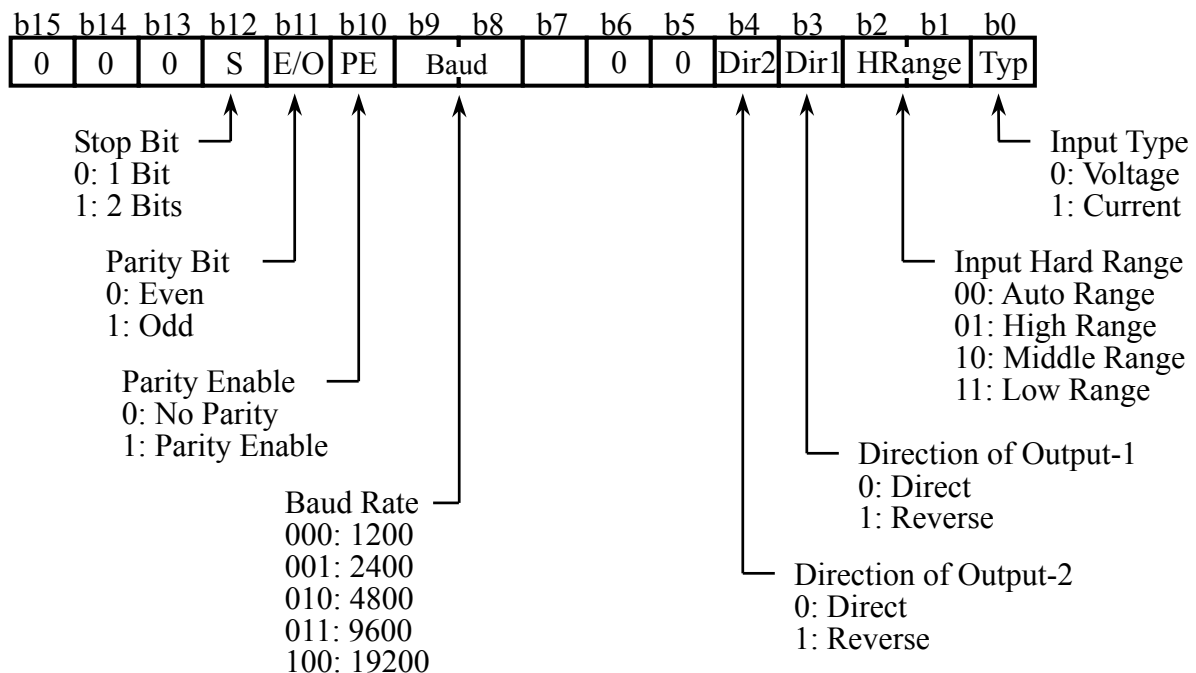 b15 b14 b13 b12 b11 b10 b9 b8 b7 b6 b5 b4 b3 b2 b1 b0
0 0 0 S E/O PE Baud 0 0 Dir2 Dir1 HRange Typ
Stop Bit
0: 1 Bit
1: 2 Bits
Parity Bit
0: Even
1: Odd
Parity Enable
0: No Parity
1: Parity Enable
Baud Rate
000: 1200
001: 2400
010: 4800
011: 9600
100: 19200
Input Type
0: Voltage
1: Current
Input Hard Range
00: Auto Range
01: High Range
10: Middle Range
11: Low Range
Direction of Output-1
0: Direct
1: Reverse
Direction of Output-2
0: Direct
1: Reverse